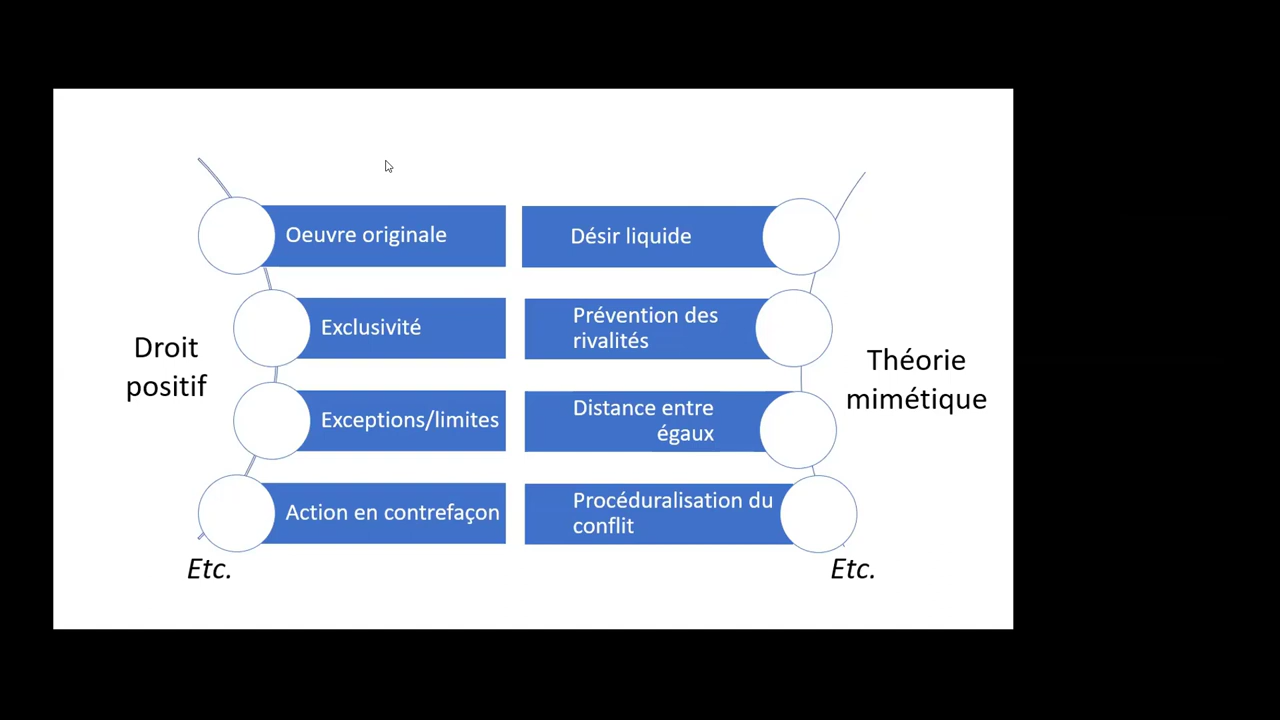 Oeuvre originale
Désir liquide
Exclusivité
Prévention des
rivalités
Droit
positif
Théorie
mimétique
Exceptions/limites
Distance entre
égaux
Action en contrefaçon
Procéduralisation du
conflit
Etc.
Etc.